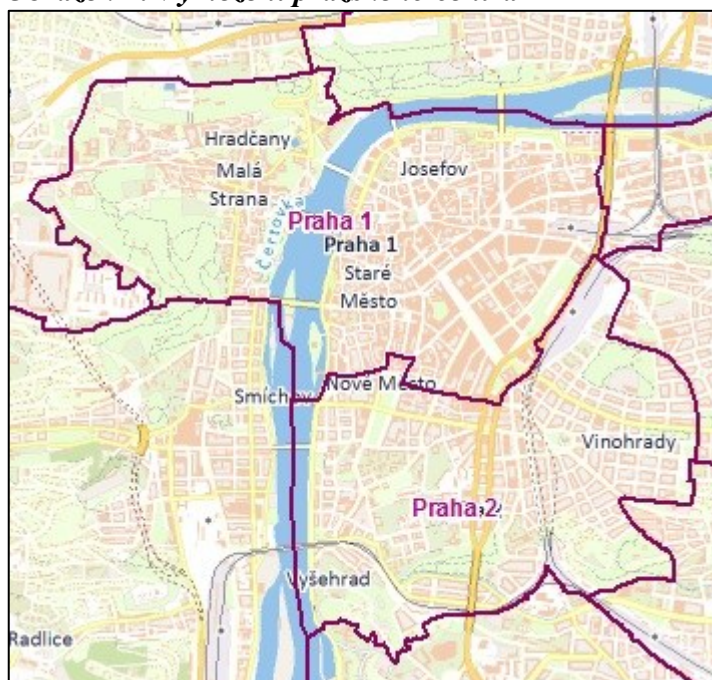 Hradčany
Malá
Strana
Josefov
Čertovka
Praha 1
Praha 1
Staré
Město
Nové Město
Smíchov
Vinohrady
Praha 2
Vyšehrad
Radlice